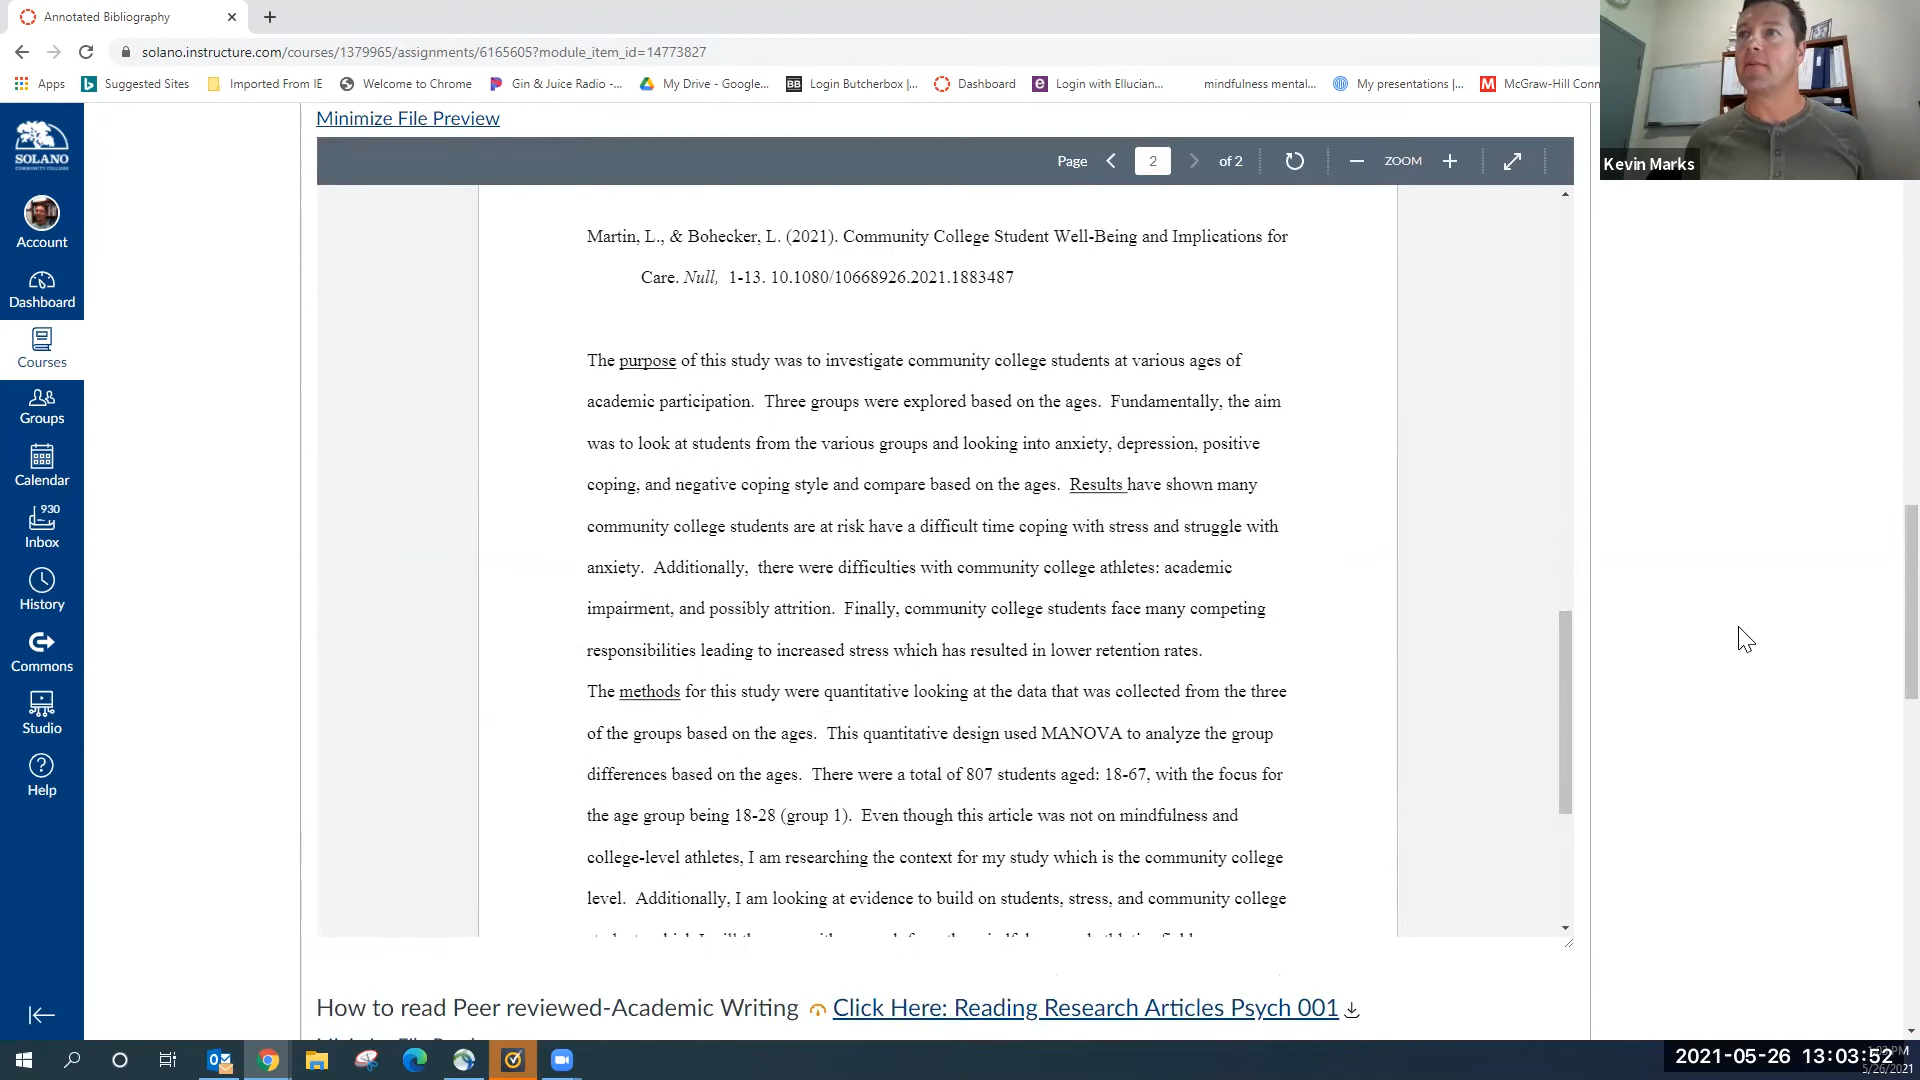 Annotated Bibliography
solano.instructure.com/courses/1379965/assignments/6165605?module_item_id=14773827
Apps
Suggested Sites
Imported From IE
Welcome to Chrome
Gin & Juice Radio -...
My Drive - Google...
BB
Login Butcherbox |...
Dashboard
Login with Ellucian...
mindfulness mental...
My presentations |...
McGraw-Hill Conn
Kevin Marks
SOLANO
COMMUNITY COLLEGE
Account
Dashboard
Courses
Groups
Calendar
930
Inbox
History
Commons
Studio
Help
Minimize File Preview
Page 2 of 2 ZOOM
Martin, L., & Bohecker, L. (2021). Community College Student Well-Being and Implications for
Care. Null, 1-13. 10.1080/10668926.2021.1883487
The purpose of this study was to investigate community college students at various ages of
academic participation. Three groups were explored based on the ages. Fundamentally, the aim
was to look at students from the various groups and looking into anxiety, depression, positive
coping, and negative coping style and compare based on the ages. Results have shown many
community college students are at risk have a difficult time coping with stress and struggle with
anxiety. Additionally, there were difficulties with community college athletes: academic
impairment, and possibly attrition. Finally, community college students face many competing
responsibilities leading to increased stress which has resulted in lower retention rates.
The methods for this study were quantitative looking at the data that was collected from the three
of the groups based on the ages. This quantitative design used MANOVA to analyze the group
differences based on the ages. There were a total of 807 students aged: 18-67, with the focus for
the age group being 18-28 (group 1). Even though this article was not on mindfulness and
college-level athletes, I am researching the context for my study which is the community college
level. Additionally, I am looking at evidence to build on students, stress, and community college
How to read Peer reviewed-Academic Writing Click Here: Reading Research Articles Psych 001
2021-05-26 13:03:52
5/26/2021